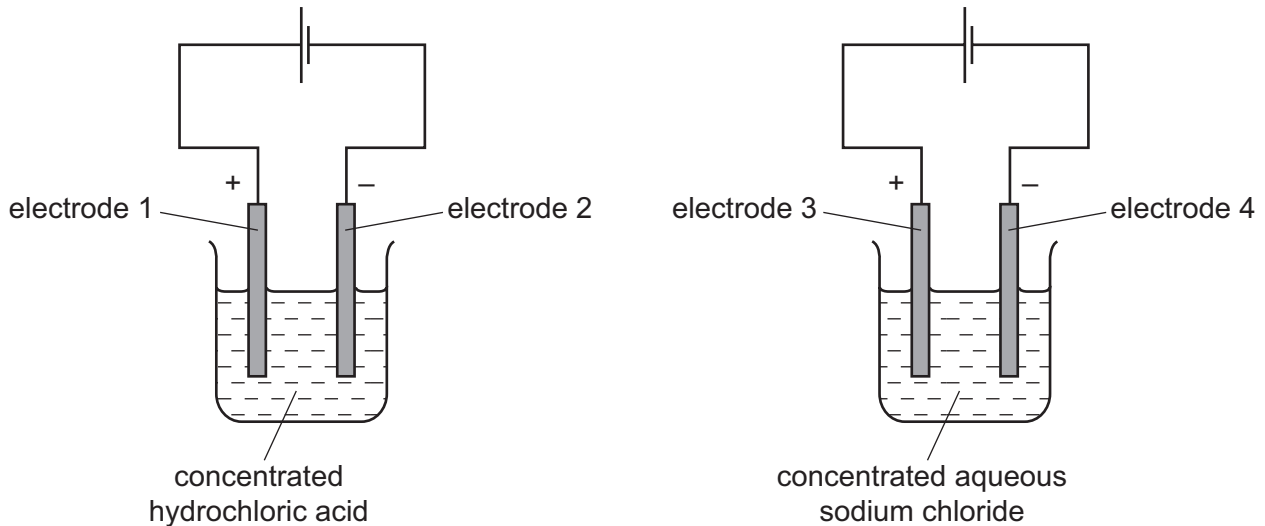 +
–
electrode 1
electrode 2
concentrated
hydrochloric acid
+
–
electrode 3
electrode 4
concentrated aqueous
sodium chloride